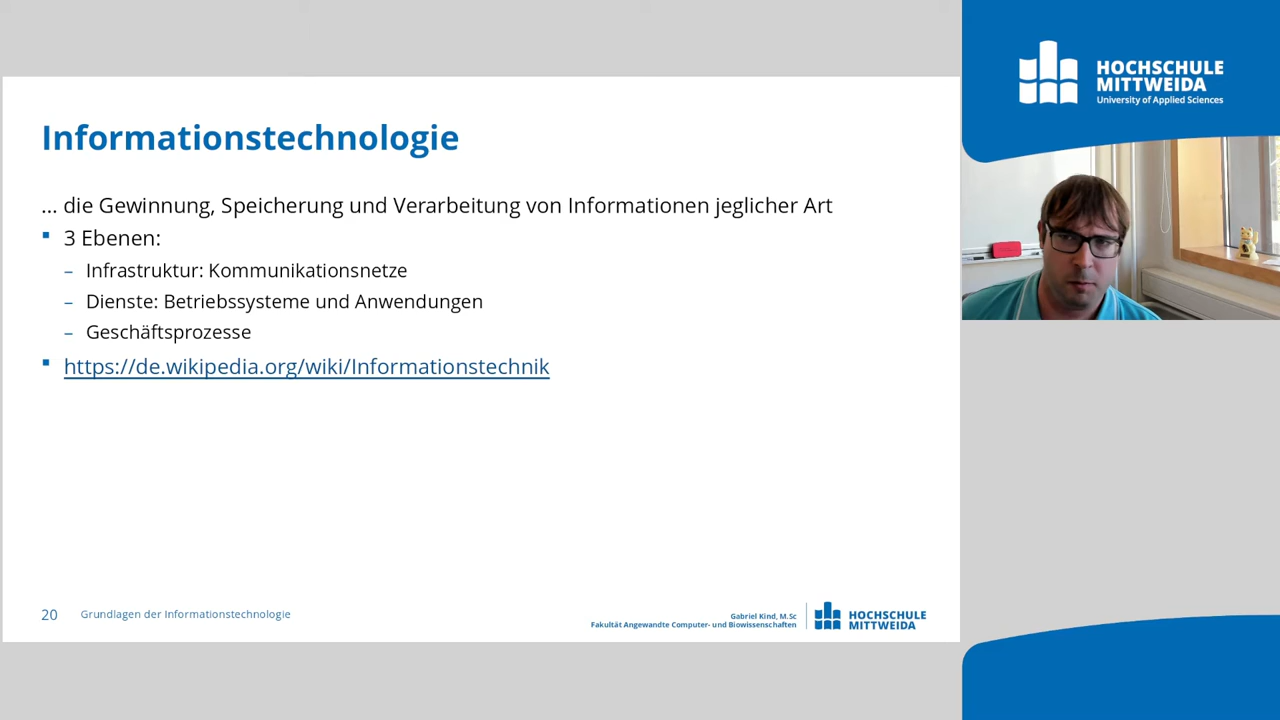 Informationstechnologie
... die Gewinnung, Speicherung und Verarbeitung von Informationen jeglicher Art
3 Ebenen:
– Infrastruktur: Kommunikationsnetze
– Dienste: Betriebssysteme und Anwendungen
– Geschäftsprozesse
https://de.wikipedia.org/wiki/Informationstechnik
20 Grundlagen der Informationstechnologie
Gabriel Kind, M.Sc
Fakultät Angewandte Computer- und Biowissenschaften
HOCHSCHULE
MITTWEIDA
HOCHSCHULE
MITTWEIDA
University of Applied Sciences